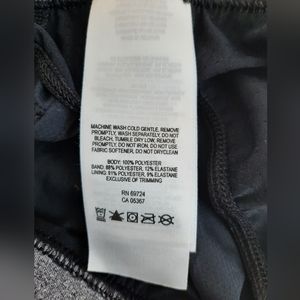 MACHINE WASH COLD GENTLE, REMOVE
PROMPTLY, WASH SEPARATELY, DO NOT
BLEACH, TUMBLE DRY LOW, REMOVE
PROMPTLY, DO NOT IRON, DO NOT USE
FABRIC SOFTENER, DO NOT DRYCLEAN
BODY: 100% POLYESTER
BAND: 88% POLYESTER, 12% ELASTANE
LINING: 91% POLYESTER, 9% ELASTANE
EXCLUSIVE OF TRIMMING
RN 69724
CA 05367